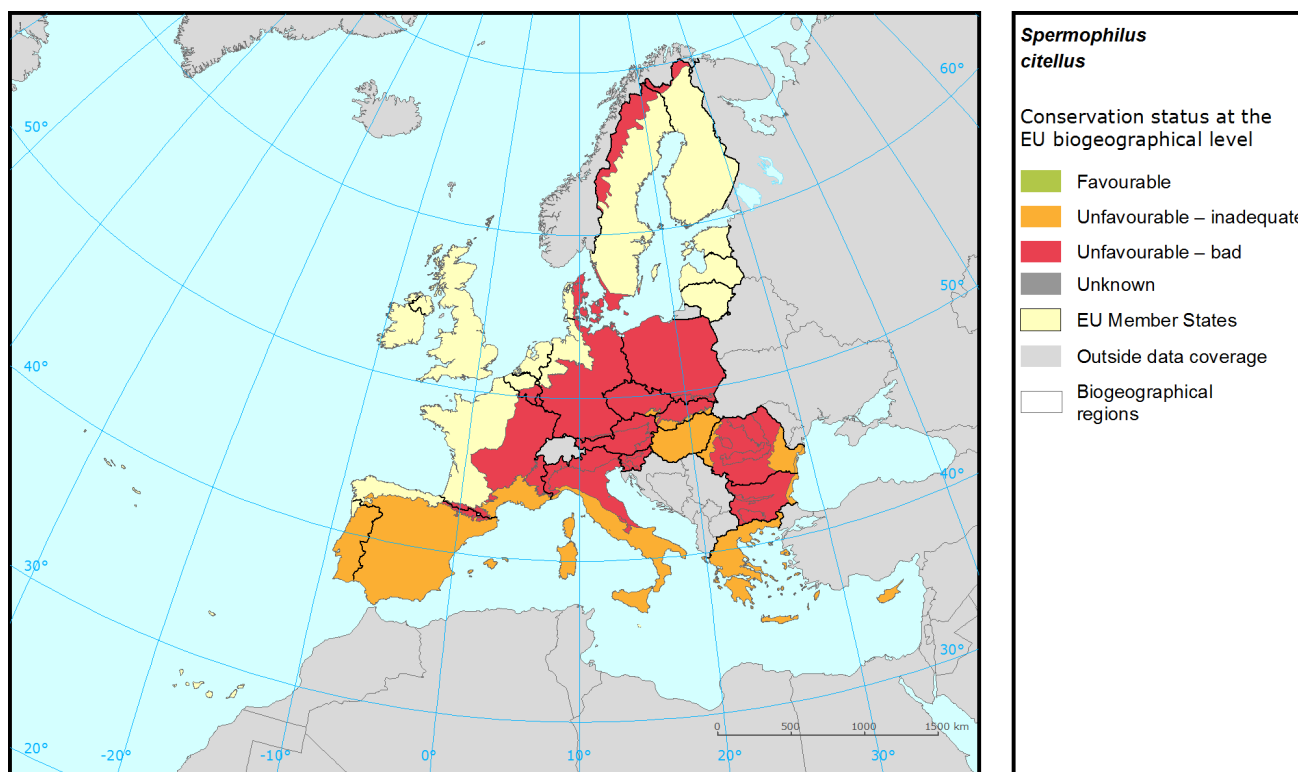 60°
50°
50°
40°
40°
30°
30°
20°
-20°
-10°
0°
10°
20°
30°
0 500 1000 1500 km
Spermophilus
citellus
Conservation status at the
EU biogeographical level
Favourable
Unfavourable – inadequate
Unfavourable – bad
Unknown
EU Member States
Outside data coverage
Biogeographical
regions